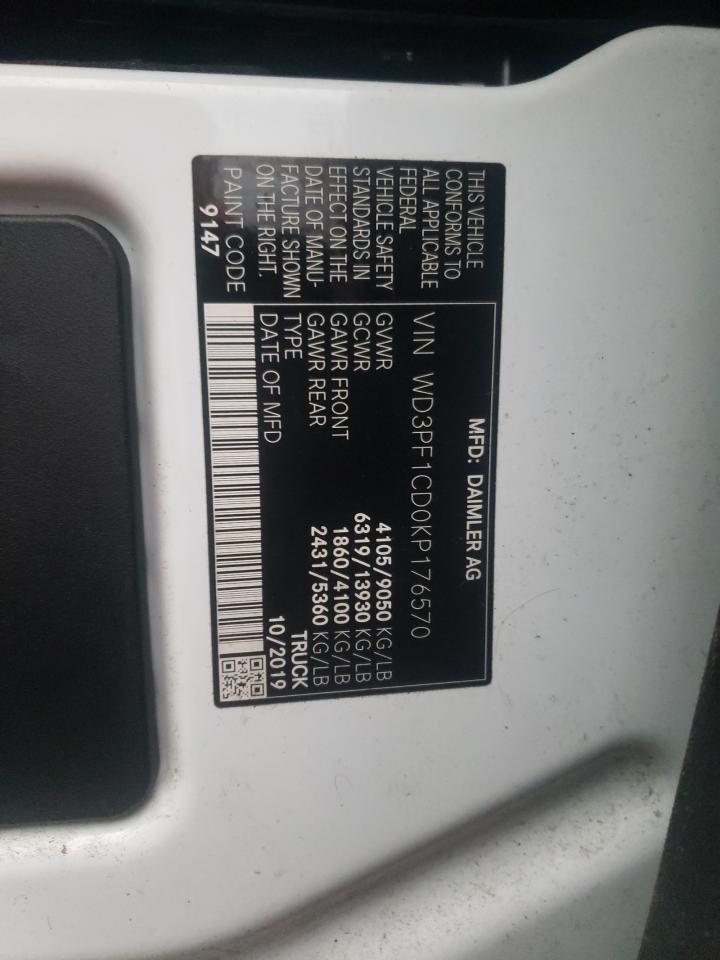 MFD: DAIMLER AG
THIS VEHICLE
CONFORMS TO
ALL APPLICABLE
FEDERAL
VEHICLE SAFETY
STANDARDS IN
EFFECT ON THE
DATE OF MANU-
FACTURE SHOWN
ON THE RIGHT.
PAINT CODE
9147
VIN WD3PF1CD0KP176570
GVWR 4105/9050 KG/LB
GCWR 6319/13930 KG/LB
GAWR FRONT 1860/4100 KG/LB
GAWR REAR 2431/5360 KG/LB
TYPE TRUCK
DATE OF MFD 10/2019